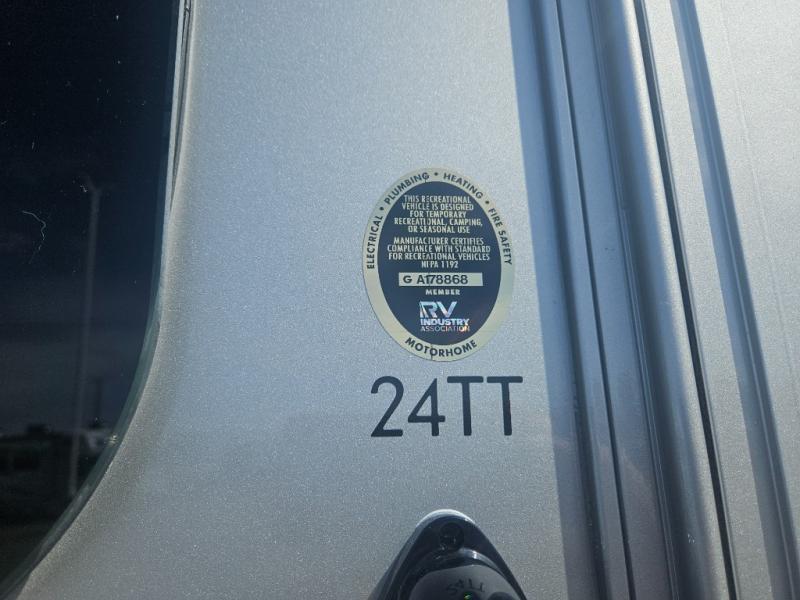 ELECTRICAL • PLUMBING • HEATING • FIRE SAFETY
THIS RECREATIONAL
VEHICLE IS DESIGNED
FOR TEMPORARY
RECREATIONAL, CAMPING,
OR SEASONAL USE
MANUFACTURER CERTIFIES
COMPLIANCE WITH STANDARD
FOR RECREATIONAL VEHICLES
NFPA 1192
G A178868
MEMBER
RV
INDUSTRY
ASSOCIATION
MOTORHOME
24TT